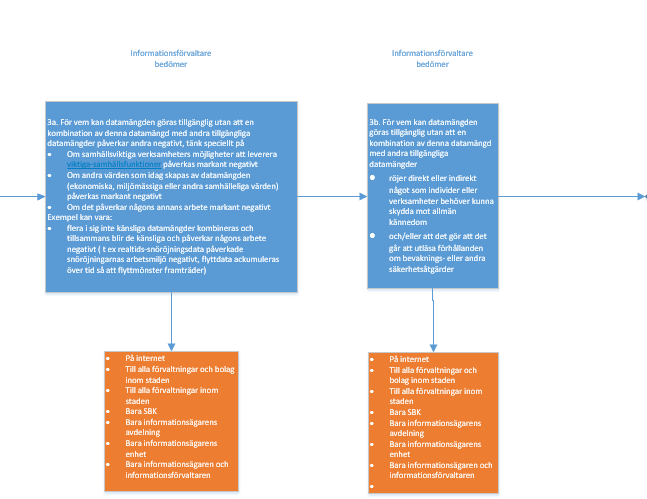 Informationsförvaltare
bedömer
Informationsförvaltare
bedömer
3a. För vem kan datamängden göras tillgänglig utan att en
kombination av denna datamängd med andra tillgängliga
datamängder påverkar andra negativt, tänk speciellt på
• Om samhällsviktiga verksamheters möjligheter att leverera
viktiga-samhällsfunktioner påverkas markant negativt
• Om andra värden som idag skapas av datamängden
(ekonomiska, miljömässiga eller andra samhälleliga värden)
påverkas markant negativt
• Om det påverkar någons annans arbete markant negativt
Exempel kan vara:
• flera i sig inte känsliga datamängder kombineras och
tillsammans blir de känsliga och påverkar någons arbete
negativt ( t ex realtids-snöröjningsdata påverkade
snöröjningarnas arbetsmiljö negativt, flyttdata ackumuleras
över tid så att flyttmönster framträder)
3b. För vem kan datamängden
göras tillgänglig utan att en
kombination av denna datamängd
med andra tillgängliga
datamängder
• röjer direkt eller indirekt
något som individer eller
verksamheter behöver kunna
skydda mot allmän
kännedom
• och/eller att det gör att det
går att utläsa förhållanden
om bevaknings- eller andra
säkerhetsåtgärder
• På internet
• Till alla förvaltningar och bolag
inom staden
• Till alla förvaltningar inom
staden
• Bara SBK
• Bara informationsägarens
avdelning
• Bara informationsägarens
enhet
• Bara informationsägaren och
informationsförvaltaren
• På internet
• Till alla förvaltningar och
bolag inom staden
• Till alla förvaltningar inom
staden
• Bara SBK
• Bara informationsägarens
avdelning
• Bara informationsägarens
enhet
• Bara informationsägaren och
informationsförvaltaren
•